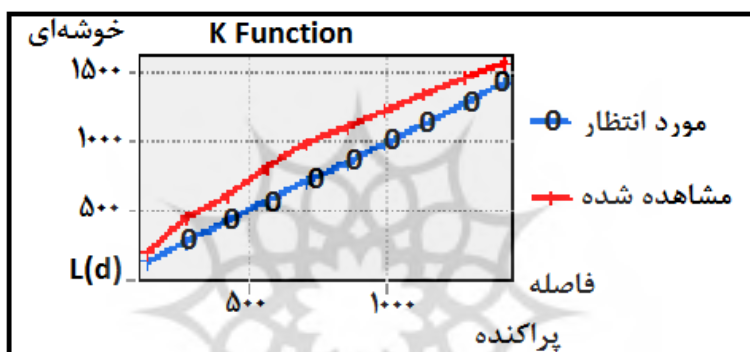 خوشه‌ای
K Function
۱۵۰۰
۱۰۰۰
۵۰۰
L(d)
۵۰۰
۱۰۰۰
فاصله
پراکنده
مورد انتظار
مشاهده شده